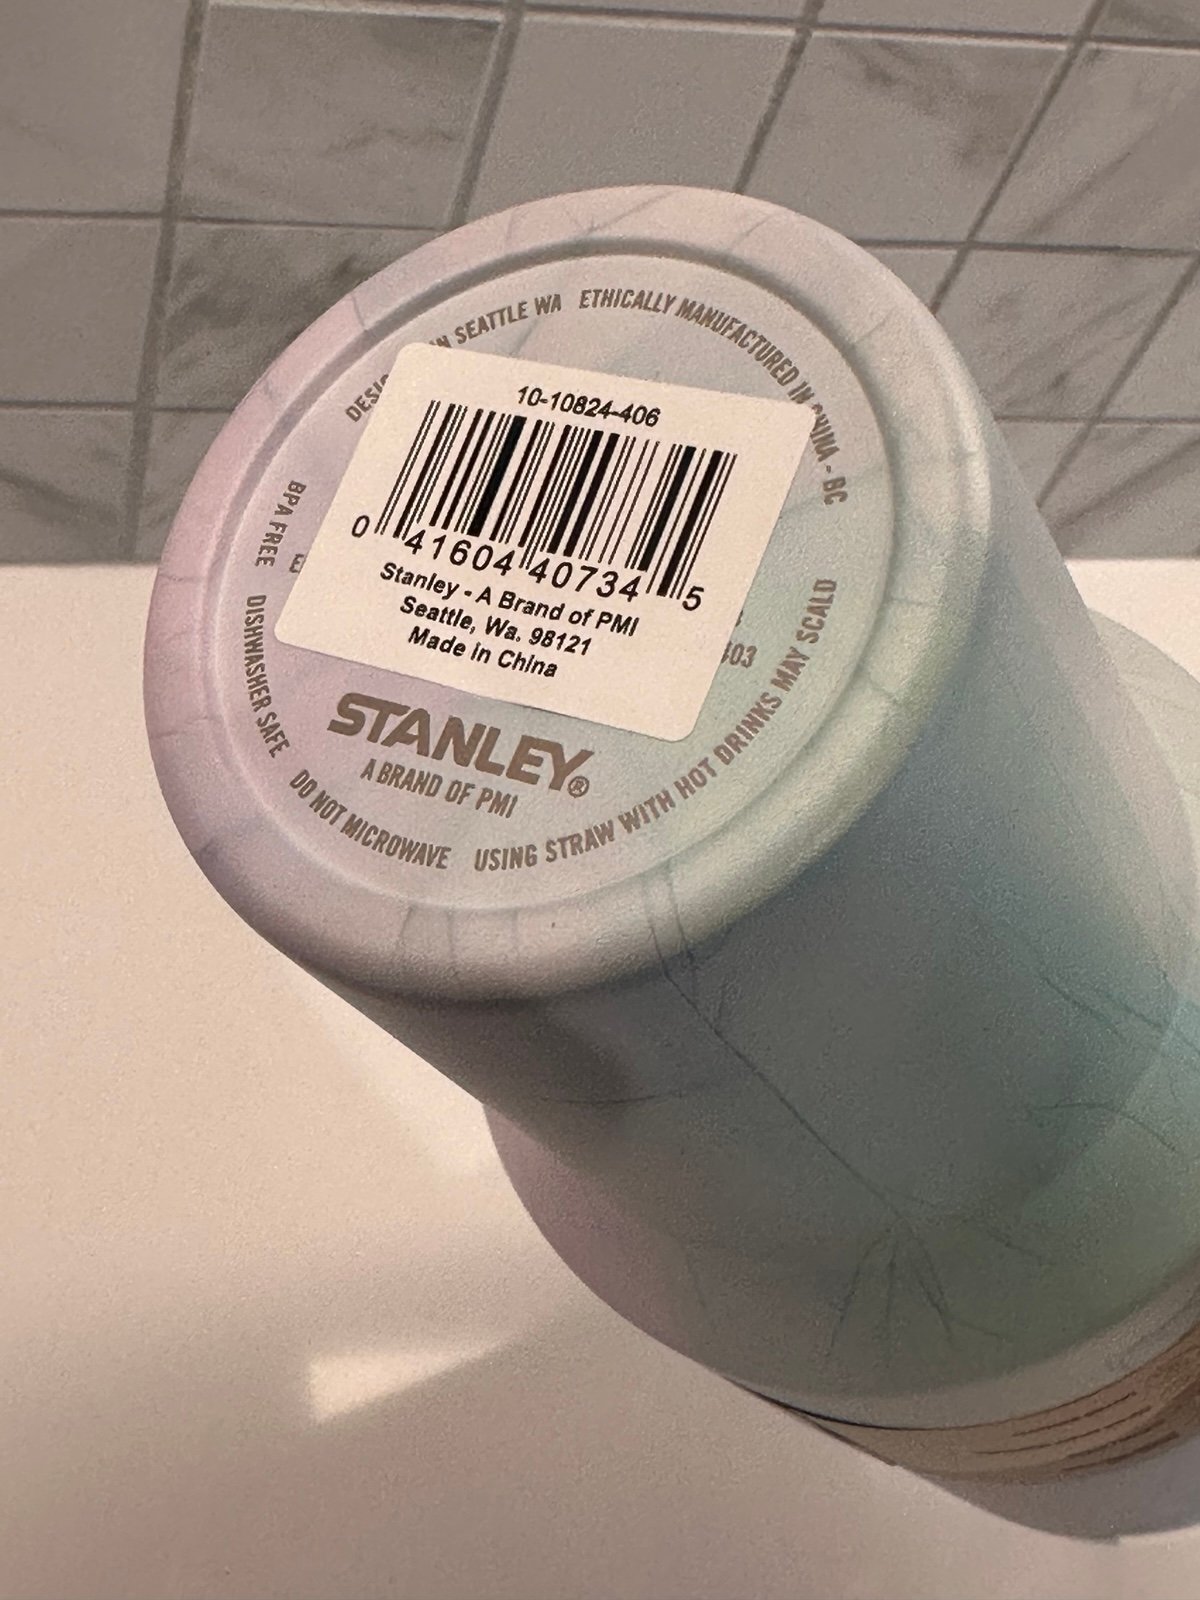 IN SEATTLE WA ETHICALLY MANUFACTURED IN CHINA - BC
10-10824-406
0 41604 40734 5
Stanley - A Brand of PMI
Seattle, Wa. 98121
Made in China
BPA FREE
DISHWASHER SAFE
STANLEY®
A BRAND OF PMI
DO NOT MICROWAVE
USING STRAW WITH HOT DRINKS MAY SCALD